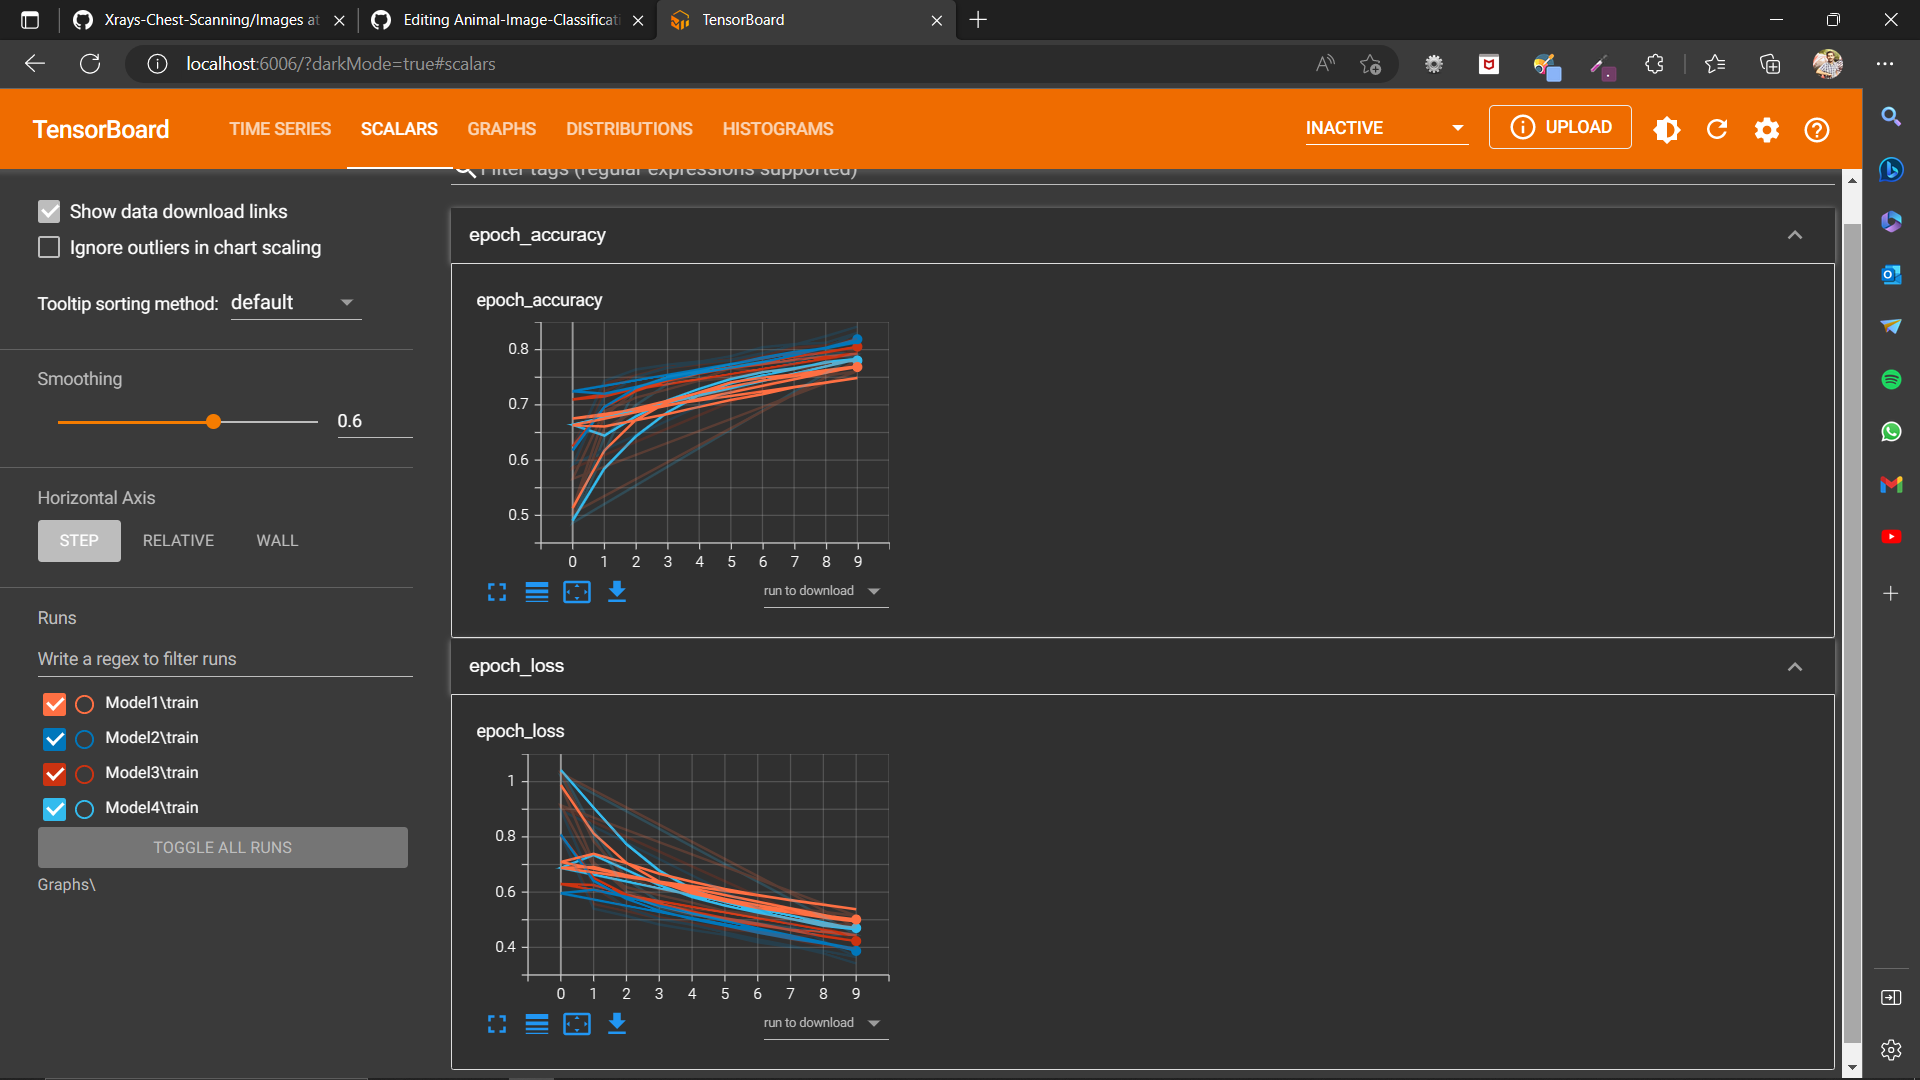 Xrays-Chest-Scanning/Images at
Editing Animal-Image-Classificati
TensorBoard
localhost:6006/?darkMode=true#scalars
TensorBoard
TIME SERIES
SCALARS
GRAPHS
DISTRIBUTIONS
HISTOGRAMS
INACTIVE
UPLOAD
Filter tags (regular expressions supported)
Show data download links
Ignore outliers in chart scaling
Tooltip sorting method: default
Smoothing
0.6
Horizontal Axis
STEP
RELATIVE
WALL
Runs
Write a regex to filter runs
Model1\train
Model2\train
Model3\train
Model4\train
TOGGLE ALL RUNS
Graphs\
epoch_accuracy
epoch_accuracy
0.8
0.7
0.6
0.5
0 1 2 3 4 5 6 7 8 9
run to download
epoch_loss
epoch_loss
1
0.8
0.6
0.4
0 1 2 3 4 5 6 7 8 9
run to download